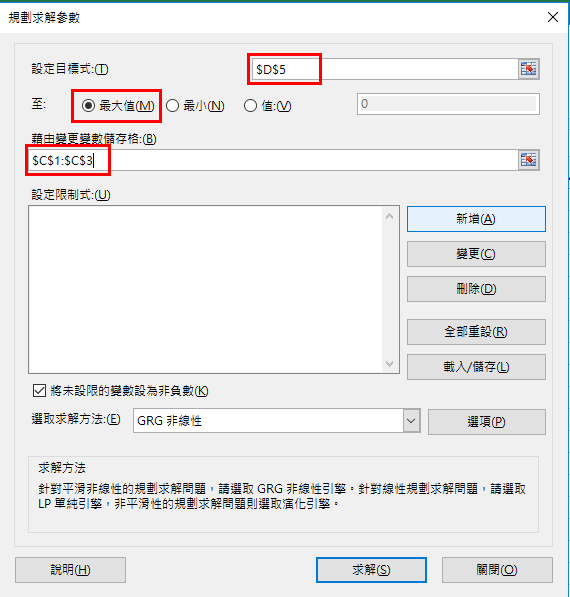 規劃求解參數
設定目標式:(T)
$D$5
至:
最大值(M)
最小(N)
值:(V)
0
藉由變更變數儲存格:(B)
$C$1:$C$3
設定限制式:(U)
新增(A)
變更(C)
刪除(D)
全部重設(R)
載入/儲存(L)
將未設限的變數設為非負數(K)
選取求解方法:(E)
GRG 非線性
選項(P)
求解方法
針對平滑非線性的規劃求解問題，請選取 GRG 非線性引擎。針對線性規劃求解問題，請選取
LP 單純引擎，非平滑性的規劃求解問題則選取演化引擎。
說明(H)
求解(S)
關閉(O)